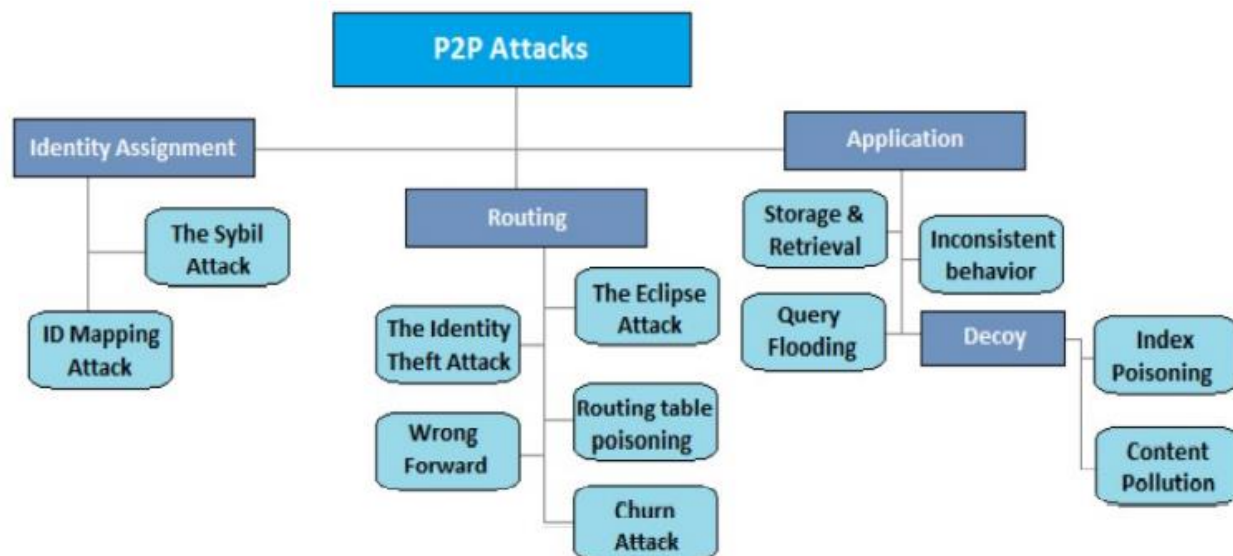 P2P Attacks
Identity Assignment
The Sybil
Attack
ID Mapping
Attack
Routing
The Eclipse
Attack
The Identity
Theft Attack
Routing table
poisoning
Wrong
Forward
Churn
Attack
Application
Storage &
Retrieval
Inconsistent
behavior
Query
Flooding
Decoy
Index
Poisoning
Content
Pollution